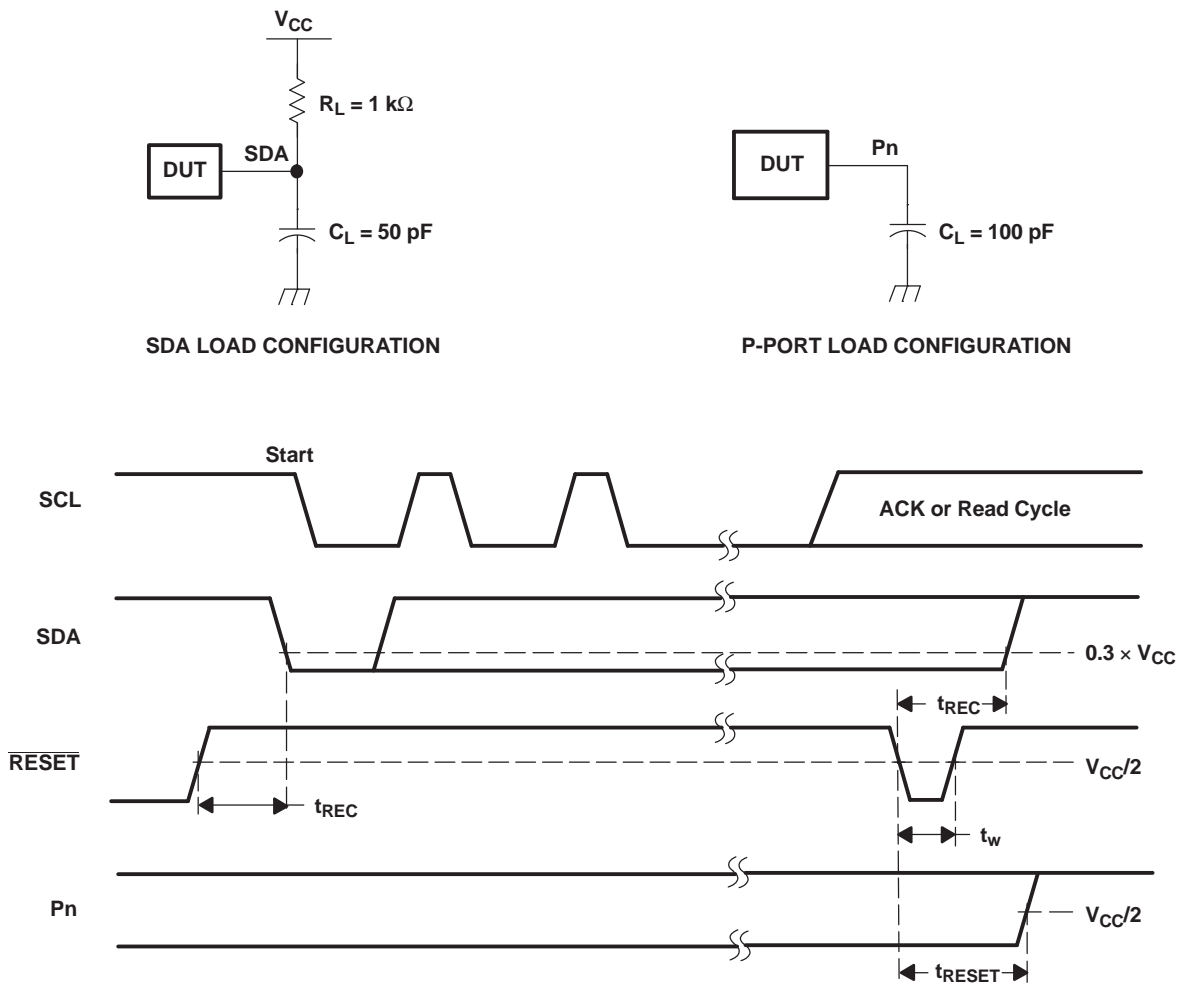 VCC
RL = 1 kΩ
DUT
SDA
CL = 50 pF
SDA LOAD CONFIGURATION
DUT
Pn
CL = 100 pF
P-PORT LOAD CONFIGURATION
Start
SCL
ACK or Read Cycle
SDA
0.3 × VCC
tREC
RESET
VCC/2
tREC
tw
Pn
VCC/2
tRESET